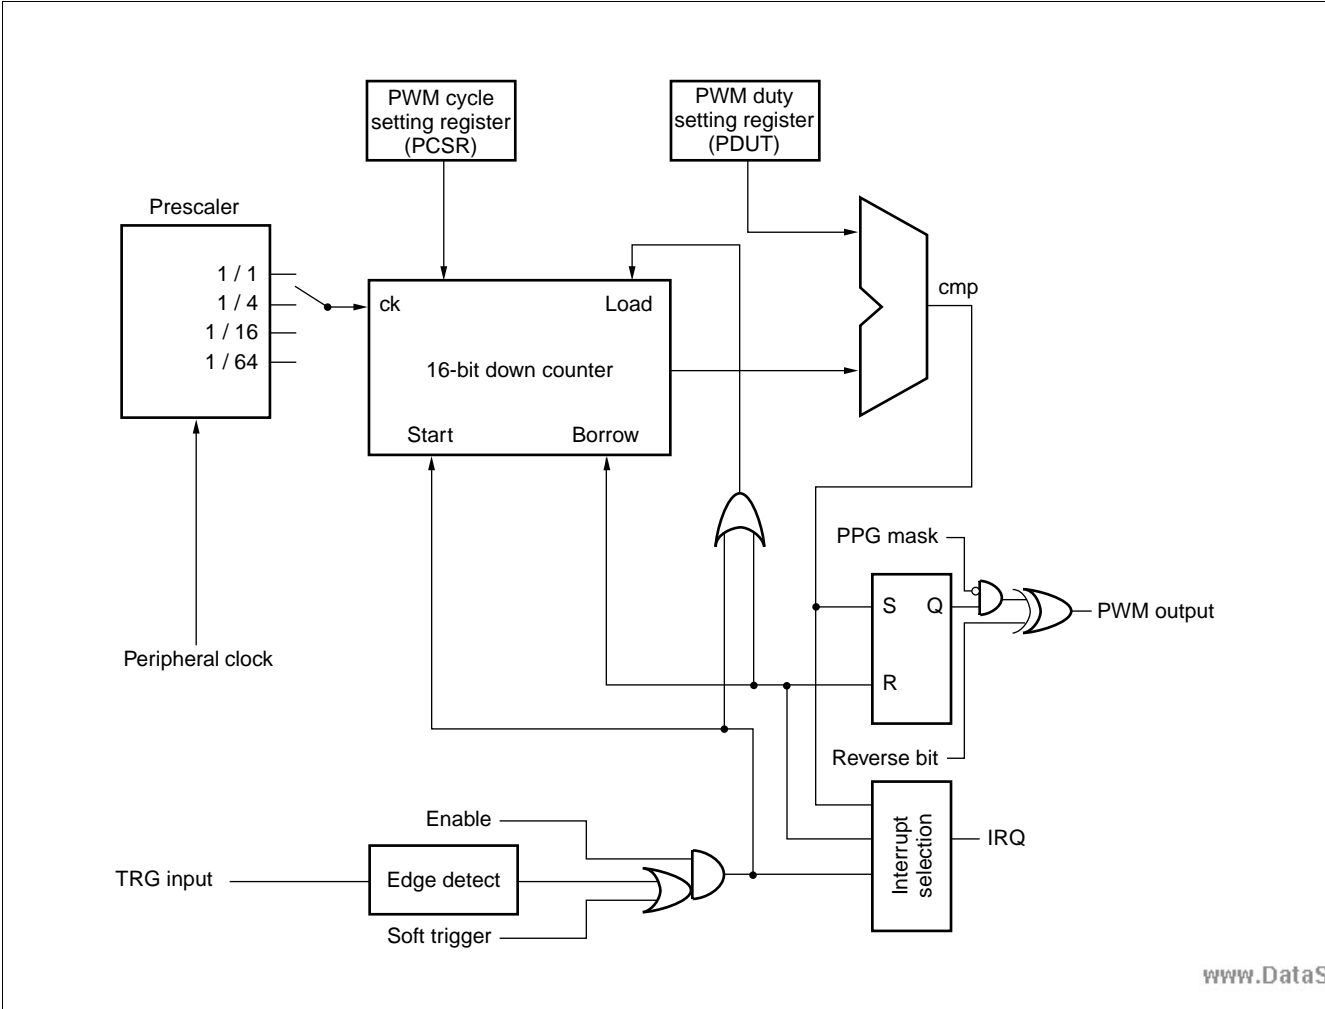 PWM cycle
setting register
(PCSR)
PWM duty
setting register
(PDUT)
Prescaler
1 / 1
1 / 4
1 / 16
1 / 64
ck
Load
16-bit down counter
Start
Borrow
cmp
PPG mask
S
Q
R
PWM output
Peripheral clock
Reverse bit
Enable
TRG input
Edge detect
Soft trigger
Interrupt
selection
IRQ
www.DataS